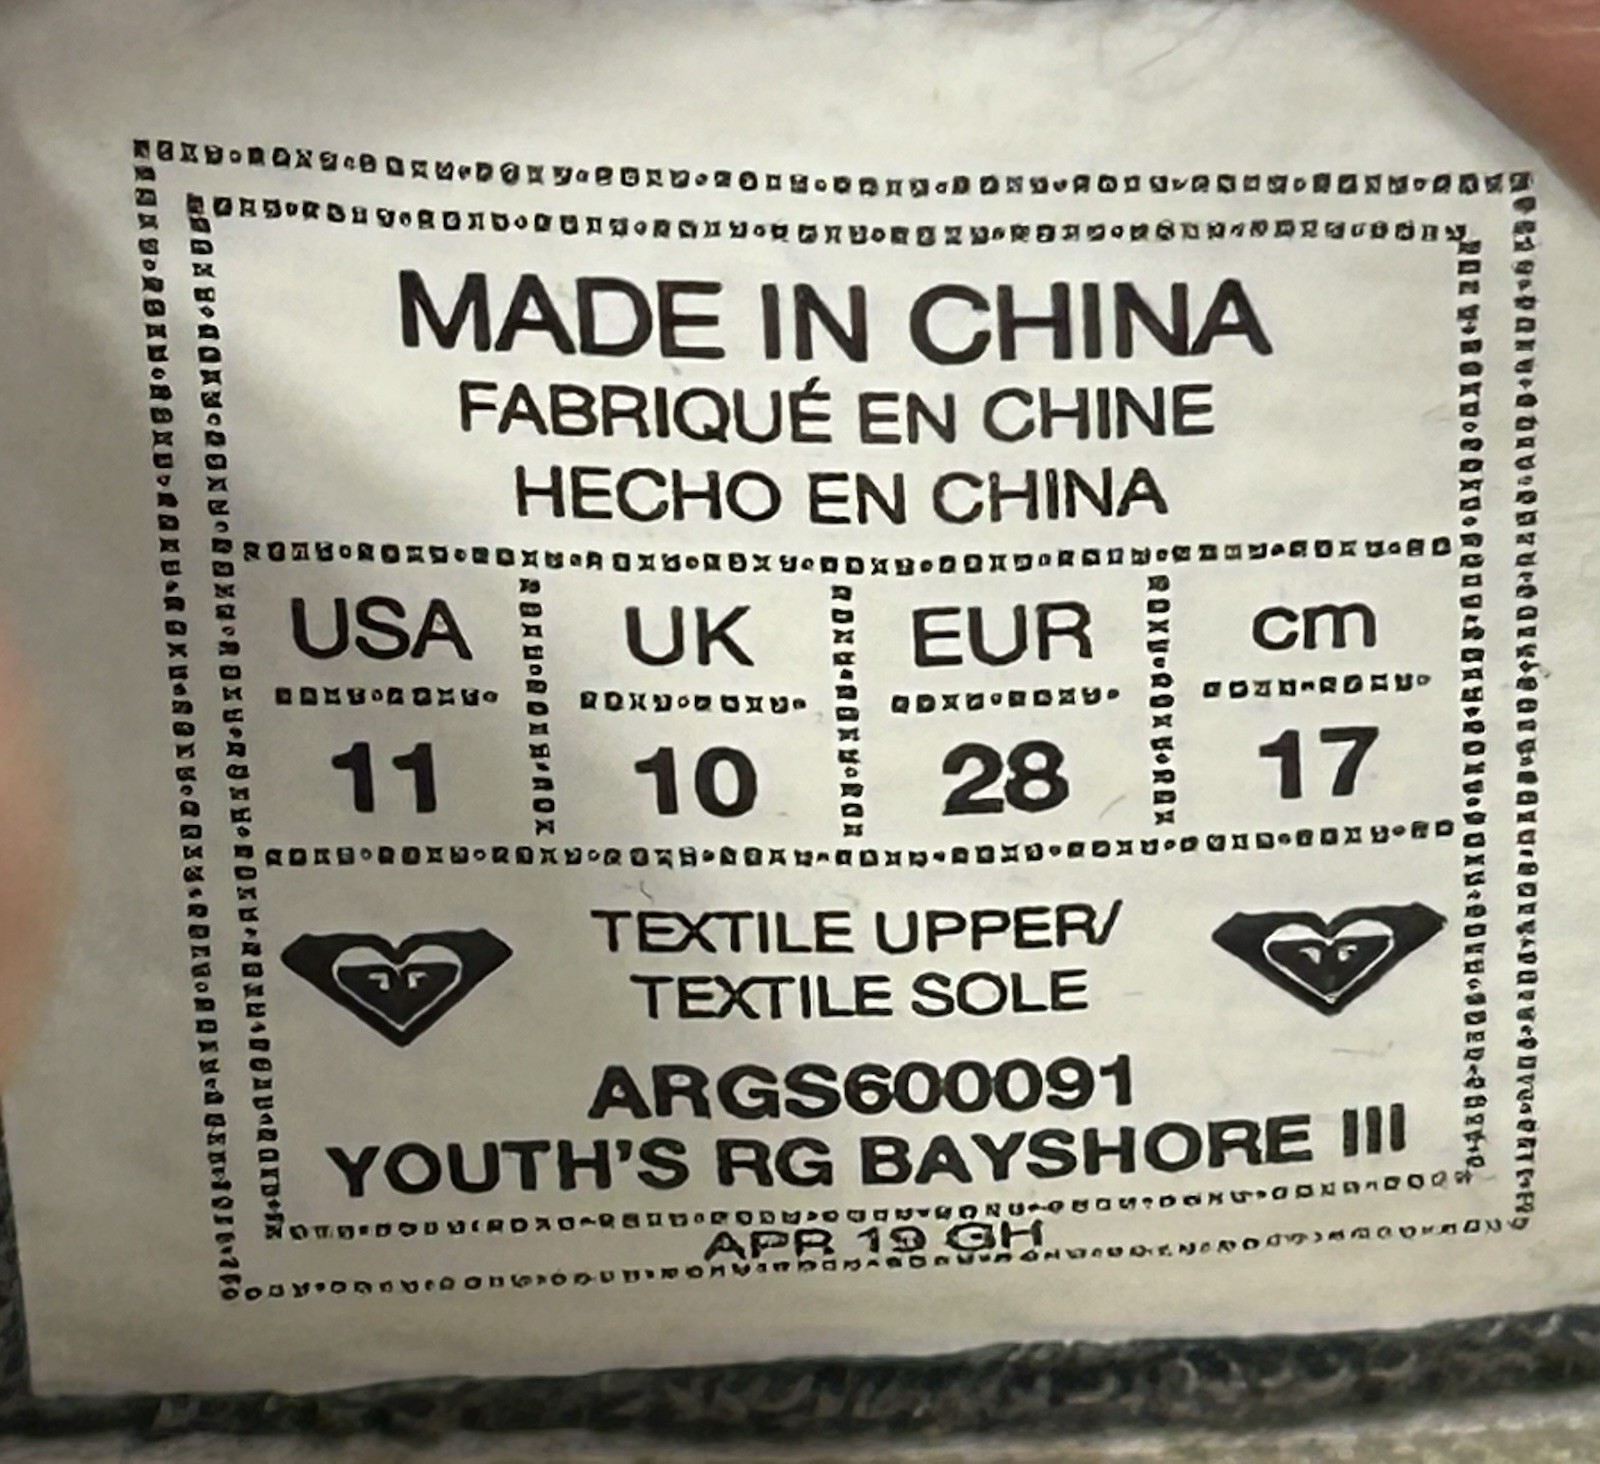 MADE IN CHINA
FABRIQUÉ EN CHINE
HECHO EN CHINA
USA UK EUR cm
11 10 28 17
TEXTILE UPPER/
TEXTILE SOLE
ARGS600091
YOUTH'S RG BAYSHORE III
APR 19 GH